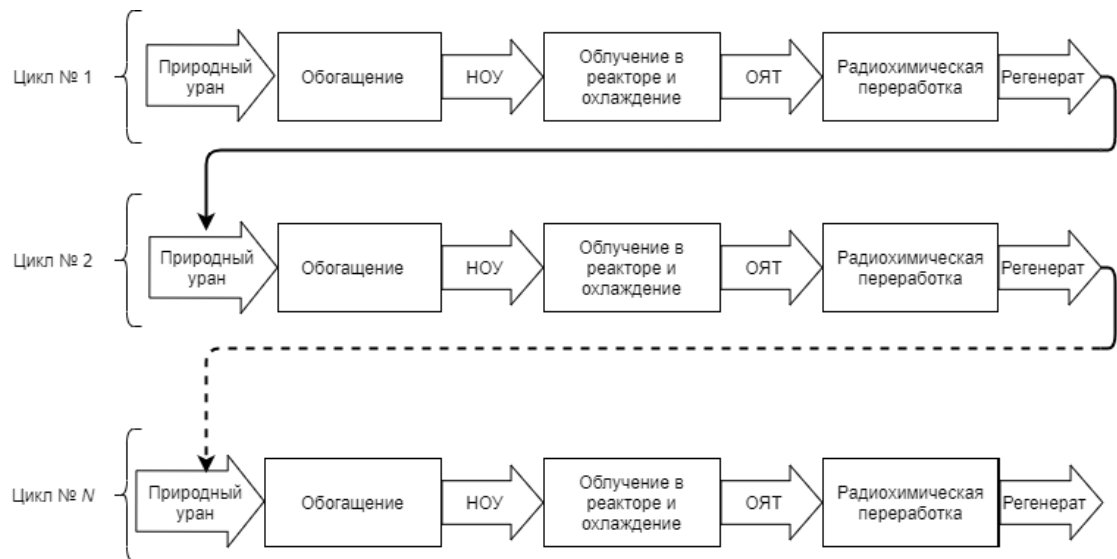 Цикл № 1
Природный
уран
Обогащение
НОУ
Облучение в
реакторе и
охлаждение
ОЯТ
Радиохимическая
переработка
Регенерат
Цикл № 2
Природный
уран
Обогащение
НОУ
Облучение в
реакторе и
охлаждение
ОЯТ
Радиохимическая
переработка
Регенерат
Цикл № N
Природный
уран
Обогащение
НОУ
Облучение в
реакторе и
охлаждение
ОЯТ
Радиохимическая
переработка
Регенерат